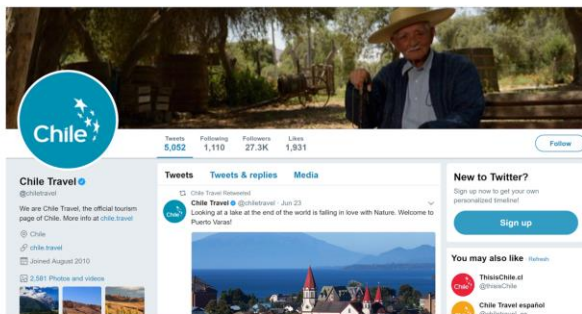 Chile
Tweets Following Followers Likes
5,052 1,110 27.3K 1,931
Follow
Chile Travel
@chiletravel
We are Chile Travel, the official tourism
page of Chile. More info at chile.travel
Chile
chile.travel
Joined August 2010
2,581 Photos and videos
Tweets Tweets & replies Media
Chile Travel Retweeted
Chile
Chile Travel @chiletravel · Jun 23
Looking at a lake at the end of the world is falling in love with Nature. Welcome to
Puerto Varas!
New to Twitter?
Sign up now to get your own
personalized timeline!
Sign up
You may also like · Refresh
Chile
ThisisChile.cl
@thisisChile
Chile
Chile Travel español